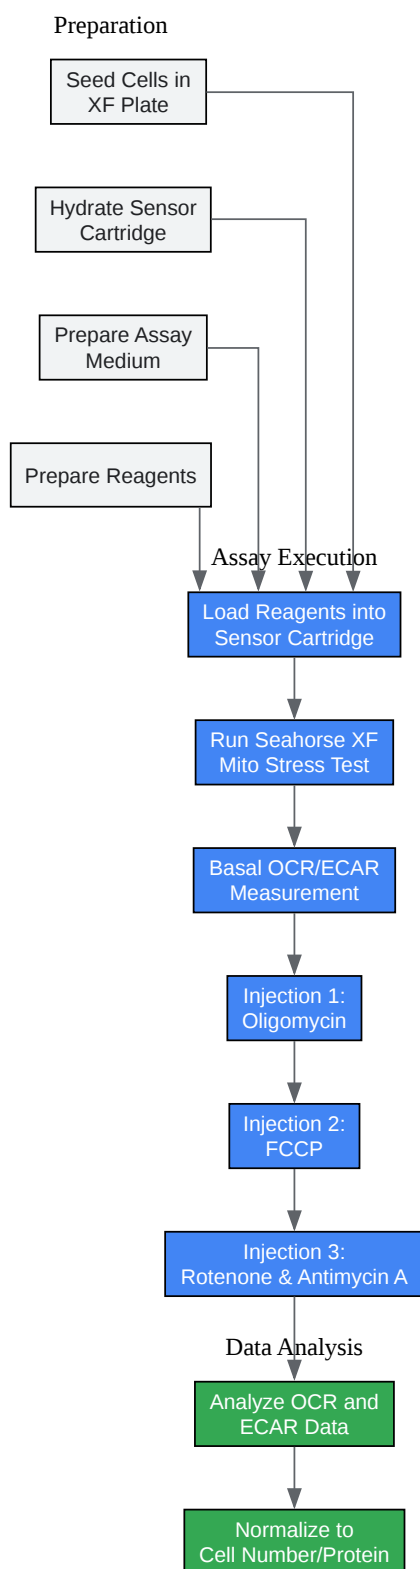 Preparation
Seed Cells in
XF Plate
Hydrate Sensor
Cartridge
Prepare Assay
Medium
Prepare Reagents
Assay Execution
Load Reagents into
Sensor Cartridge
Run Seahorse XF
Mito Stress Test
Basal OCR/ECAR
Measurement
Injection 1:
Oligomycin
Injection 2:
FCCP
Injection 3:
Rotenone & Antimycin A
Data Analysis
Analyze OCR and
ECAR Data
Normalize to
Cell Number/Protein